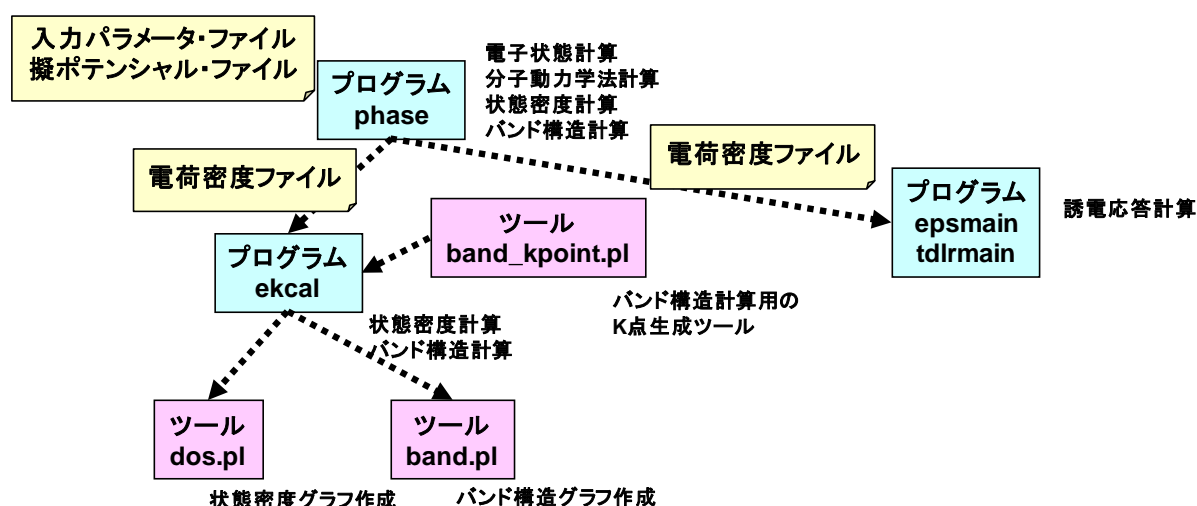 入力パラメータ・ファイル
擬ポテンシャル・ファイル
プログラム
phase
電子状態計算
分子動力学法計算
状態密度計算
バンド構造計算
電荷密度ファイル
電荷密度ファイル
プログラム
epsmain
tdlrmain
誘電応答計算
プログラム
ekcal
ツール
band_kpoint.pl
バンド構造計算用の
K点生成ツール
状態密度計算
バンド構造計算
ツール
dos.pl
状態密度グラフ作成
ツール
band.pl
バンド構造グラフ作成